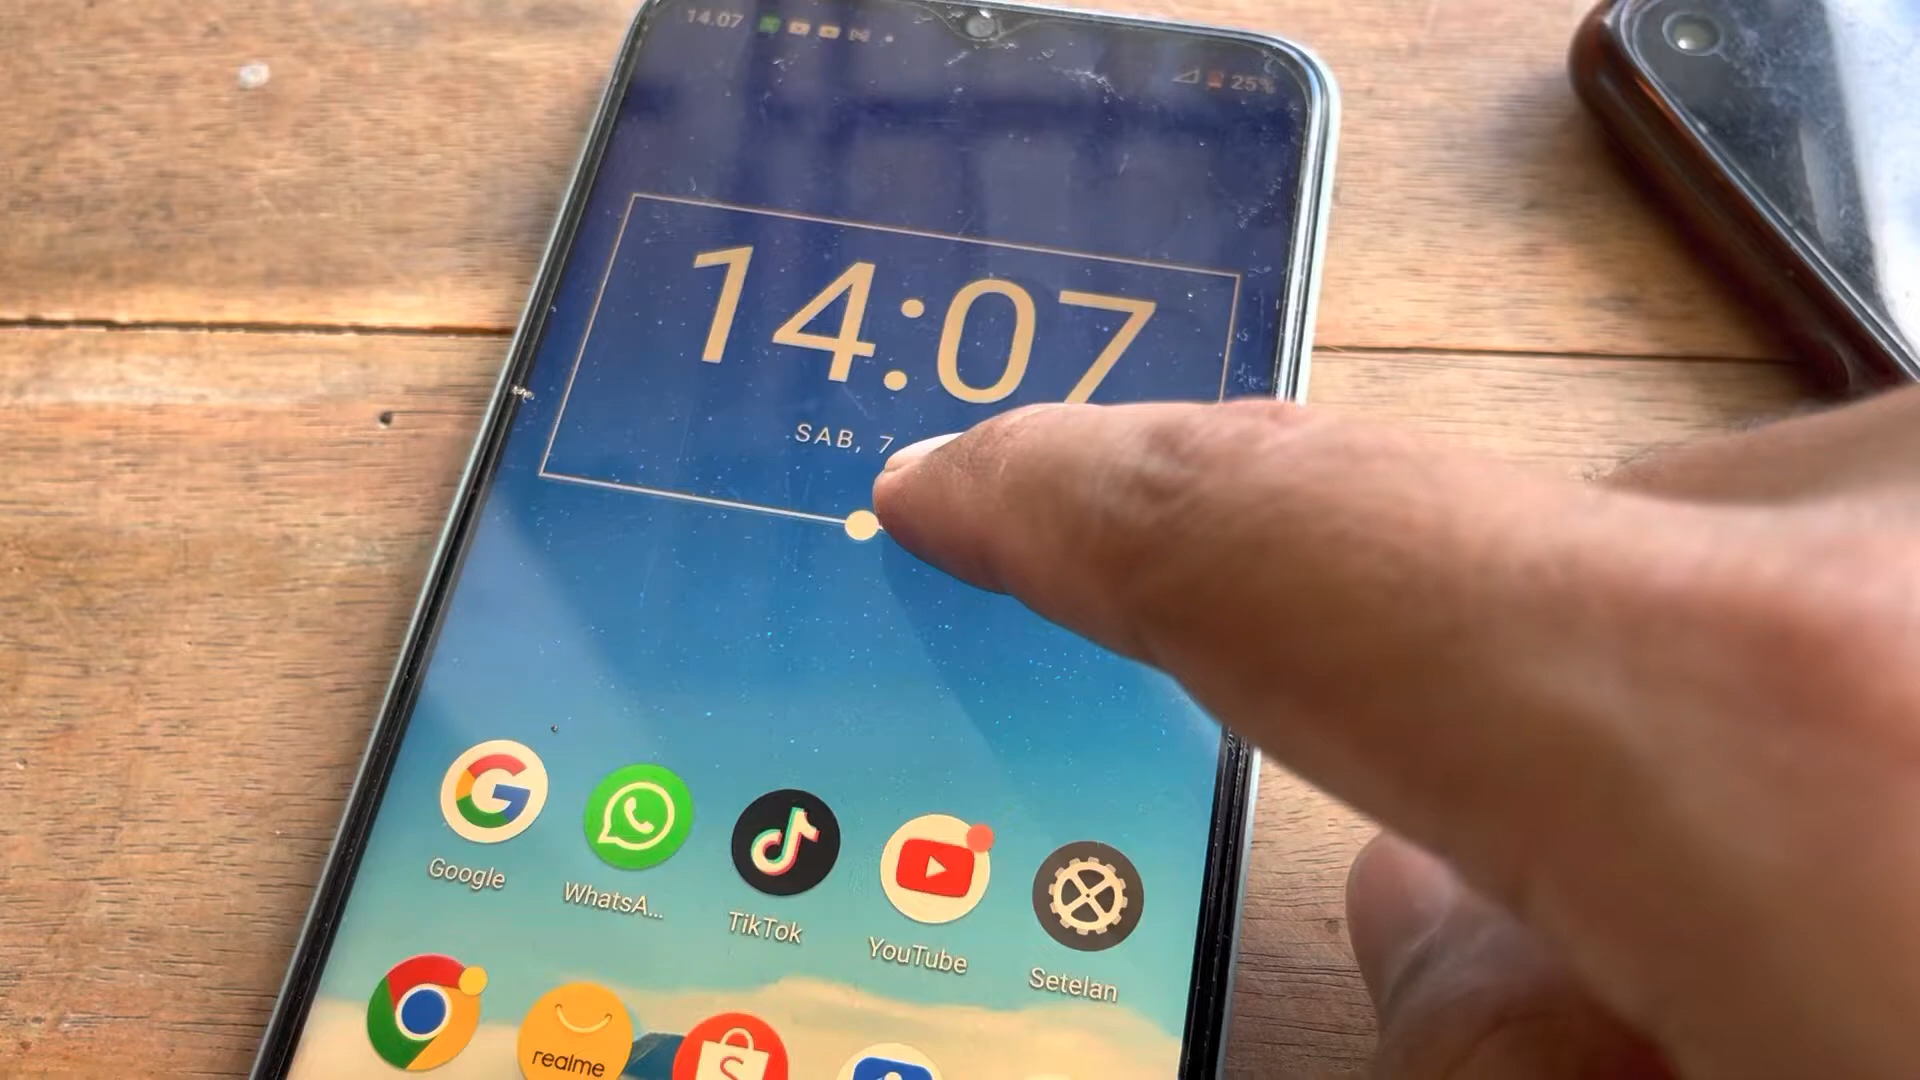 14.07
25%
14:07
SAB, 7
Google
WhatsA...
TikTok
YouTube
Setelan
realme
S